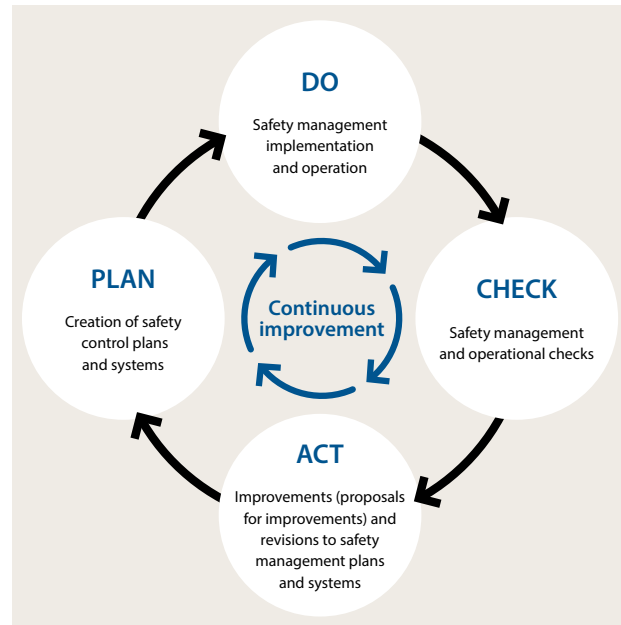 DO
Safety management
implementation
and operation
PLAN
Creation of safety
control plans
and systems
Continuous
improvement
CHECK
Safety management
and operational checks
ACT
Improvements (proposals
for improvements) and
revisions to safety
management plans
and systems